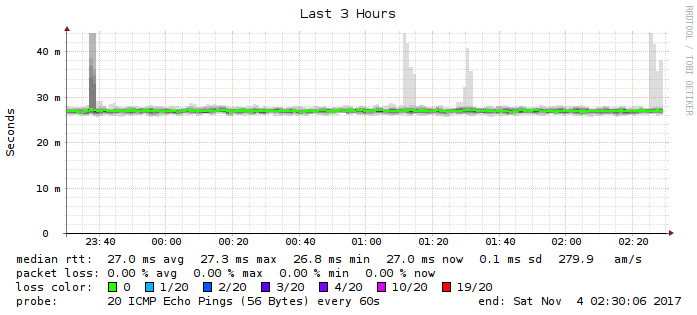 Last 3 Hours
RRDTOOL / TOBI OETIKER
Seconds
40 m
30 m
20 m
10 m
0
23:40 00:00 00:20 00:40 01:00 01:20 01:40 02:00 02:20
median rtt: 27.0 ms avg 27.3 ms max 26.8 ms min 27.0 ms now 0.1 ms sd 279.9 am/s
packet loss: 0.00 % avg 0.00 % max 0.00 % min 0.00 % now
loss color: 0 1/20 2/20 3/20 4/20 10/20 19/20
probe: 20 ICMP Echo Pings (56 Bytes) every 60s end: Sat Nov 4 02:30:06 2017